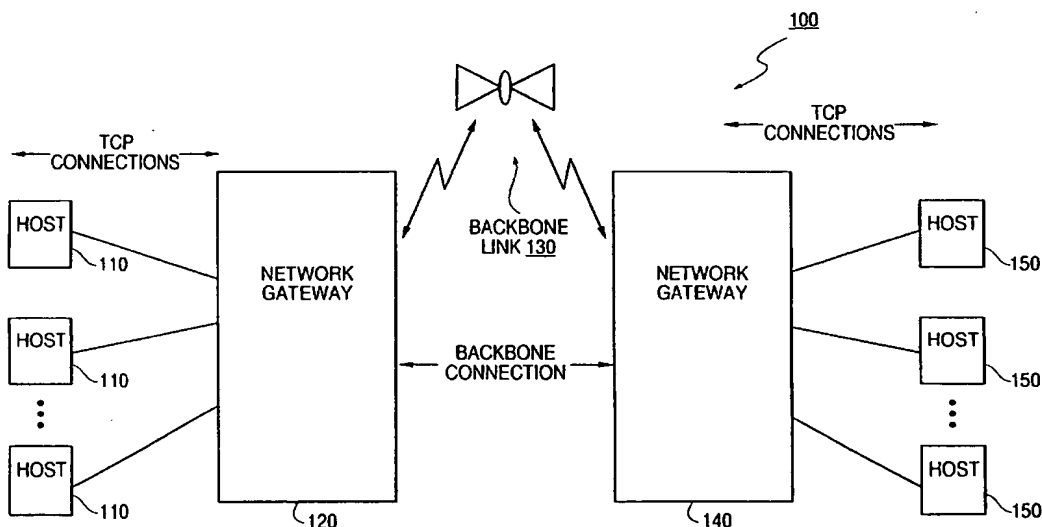 100
TCP
CONNECTIONS
TCP
CONNECTIONS
BACKBONE
LINK 130
HOST
110
HOST
110
HOST
110
NETWORK
GATEWAY
120
BACKBONE
CONNECTION
NETWORK
GATEWAY
140
HOST
150
HOST
150
HOST
150